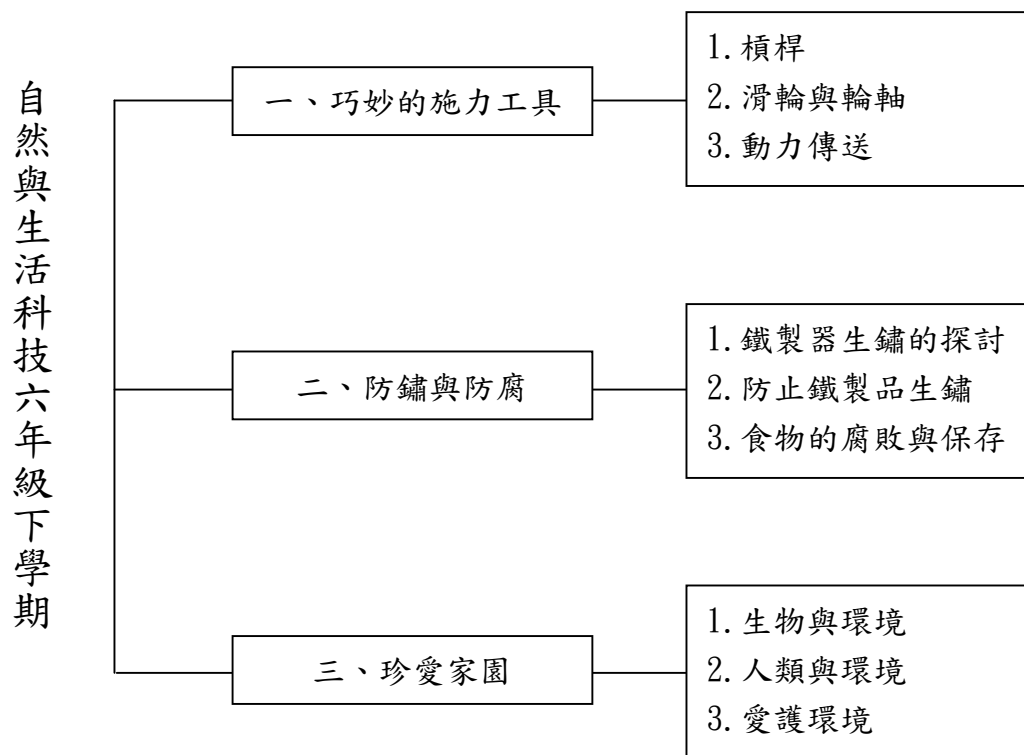 自然與生活科技六年級下學期
一、巧妙的施力工具
1.槓桿
2.滑輪與輪軸
3.動力傳送
二、防鏽與防腐
1.鐵製器生鏽的探討
2.防止鐵製品生鏽
3.食物的腐敗與保存
三、珍愛家園
1.生物與環境
2.人類與環境
3.愛護環境